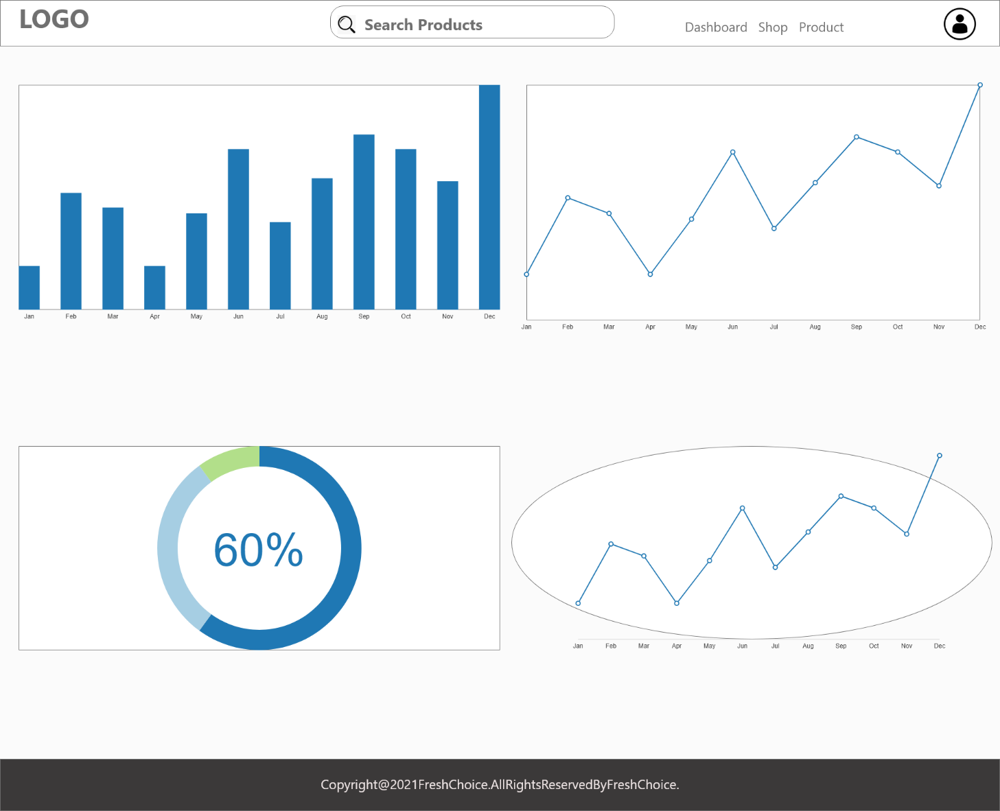 LOGO
Search Products
Dashboard Shop Product
Jan Feb Mar Apr May Jun Jul Aug Sep Oct Nov Dec
Jan Feb Mar Apr May Jun Jul Aug Sep Oct Nov Dec
60%
Jan Feb Mar Apr May Jun Jul Aug Sep Oct Nov Dec
Copyright@2021FreshChoice.AllRightsReservedByFreshChoice.